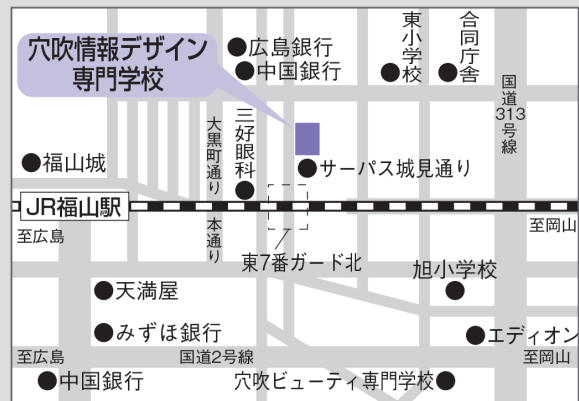 穴吹情報デザイン
専門学校
広島銀行
中国銀行
東小学校
合同庁舎
国道313号線
大黒町通り
三好眼科
福山城
サーパス城見通り
JR福山駅
至広島
本通り
至岡山
東7番ガード北
旭小学校
天満屋
みずほ銀行
エディオン
至広島
国道2号線
至岡山
中国銀行
穴吹ビューティ専門学校